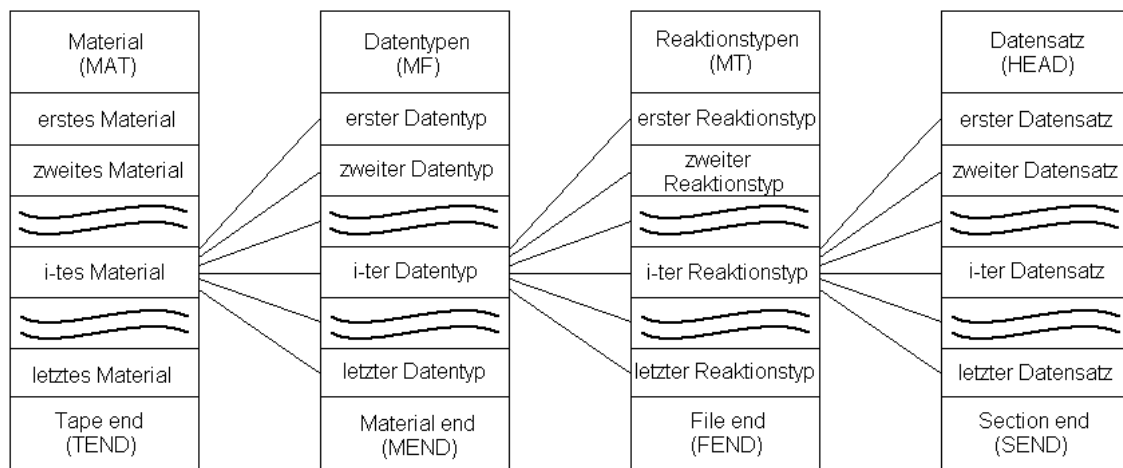 Material
(MAT)
erstes Material
zweites Material
i-tes Material
letztes Material
Tape end
(TEND)
Datentypen
(MF)
erster Datentyp
zweiter Datentyp
i-ter Datentyp
letzter Datentyp
Material end
(MEND)
Reaktionstypen
(MT)
erster Reaktionstyp
zweiter
Reaktionstyp
i-ter Reaktionstyp
letzter Reaktionstyp
File end
(FEND)
Datensatz
(HEAD)
erster Datensatz
zweiter Datensatz
i-ter Datensatz
letzter Datensatz
Section end
(SEND)